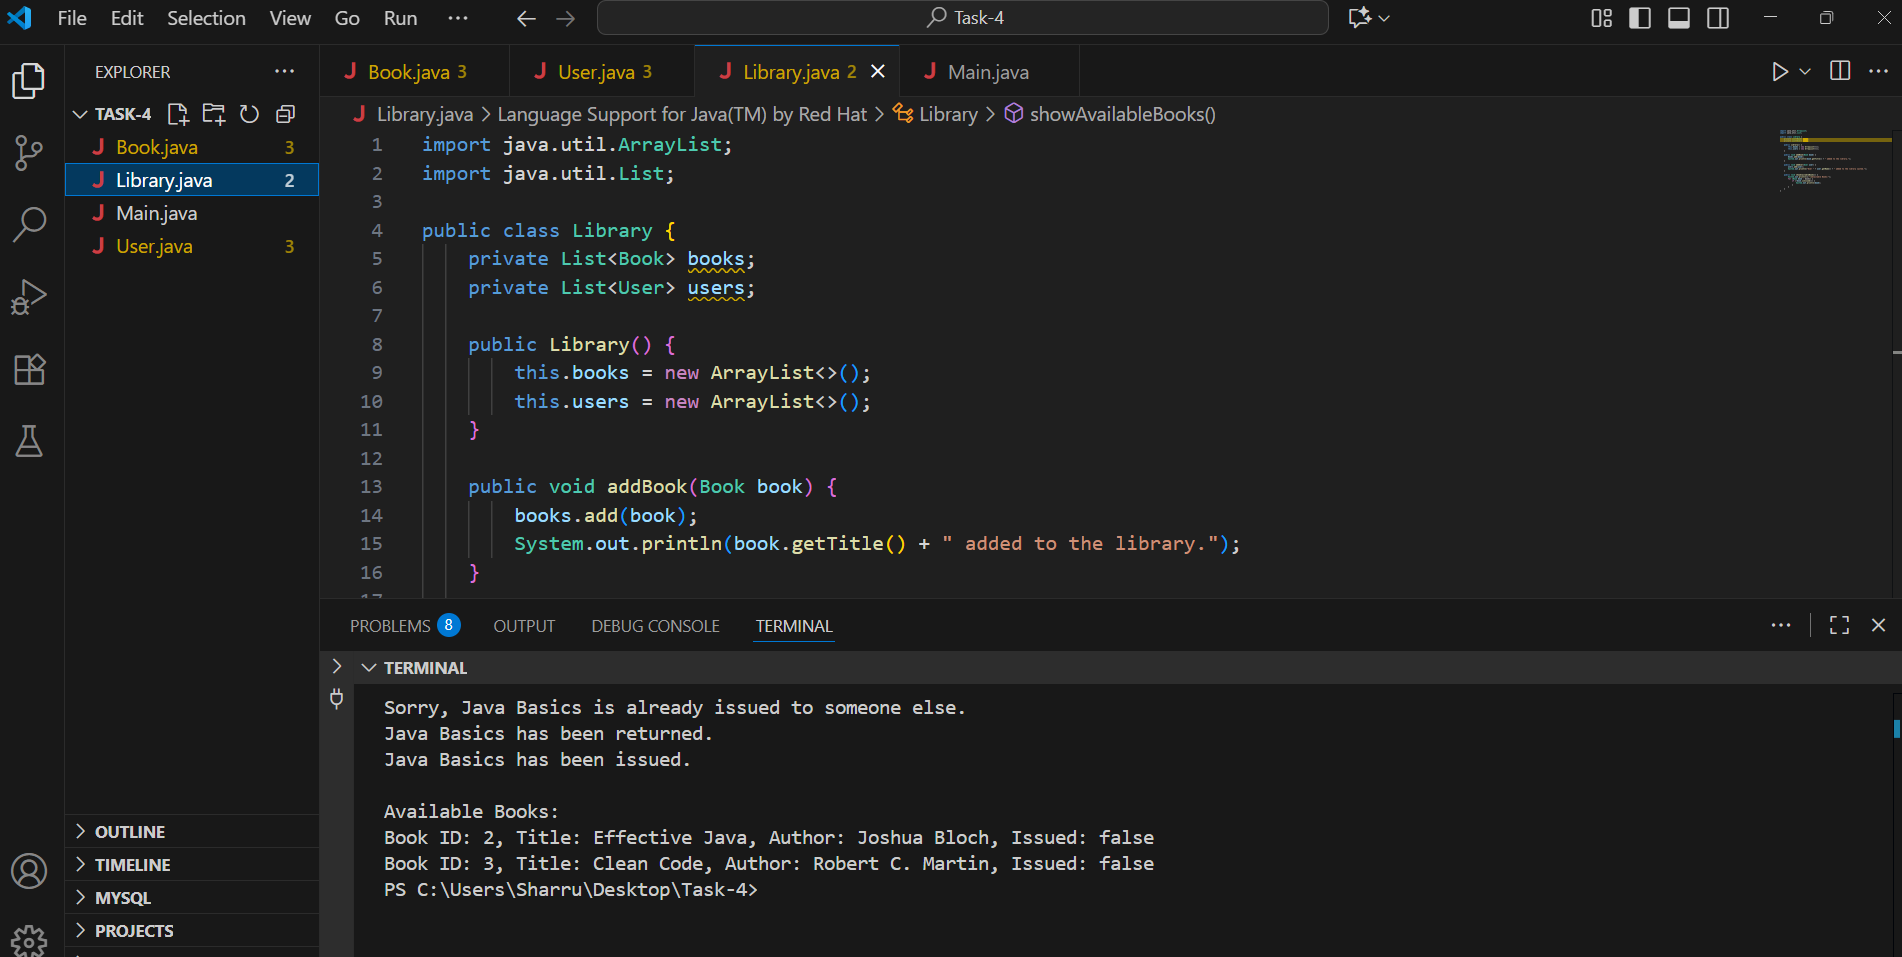 File Edit Selection View Go Run ··· Task-4
EXPLORER ···
TASK-4
J Book.java 3
J Library.java 2
J Main.java
J User.java 3
OUTLINE
TIMELINE
MYSQL
PROJECTS
J Book.java 3 J User.java 3 J Library.java 2 J Main.java
J Library.java > Language Support for Java(TM) by Red Hat > Library > showAvailableBooks()
1 import java.util.ArrayList;
2 import java.util.List;
3
4 public class Library {
5 private List<Book> books;
6 private List<User> users;
7
8 public Library() {
9 this.books = new ArrayList<>();
10 this.users = new ArrayList<>();
11 }
12
13 public void addBook(Book book) {
14 books.add(book);
15 System.out.println(book.getTitle() + " added to the library.");
16 }
17
PROBLEMS 8 OUTPUT DEBUG CONSOLE TERMINAL
TERMINAL
Sorry, Java Basics is already issued to someone else.
Java Basics has been returned.
Java Basics has been issued.
Available Books:
Book ID: 2, Title: Effective Java, Author: Joshua Bloch, Issued: false
Book ID: 3, Title: Clean Code, Author: Robert C. Martin, Issued: false
PS C:\Users\Sharru\Desktop\Task-4>